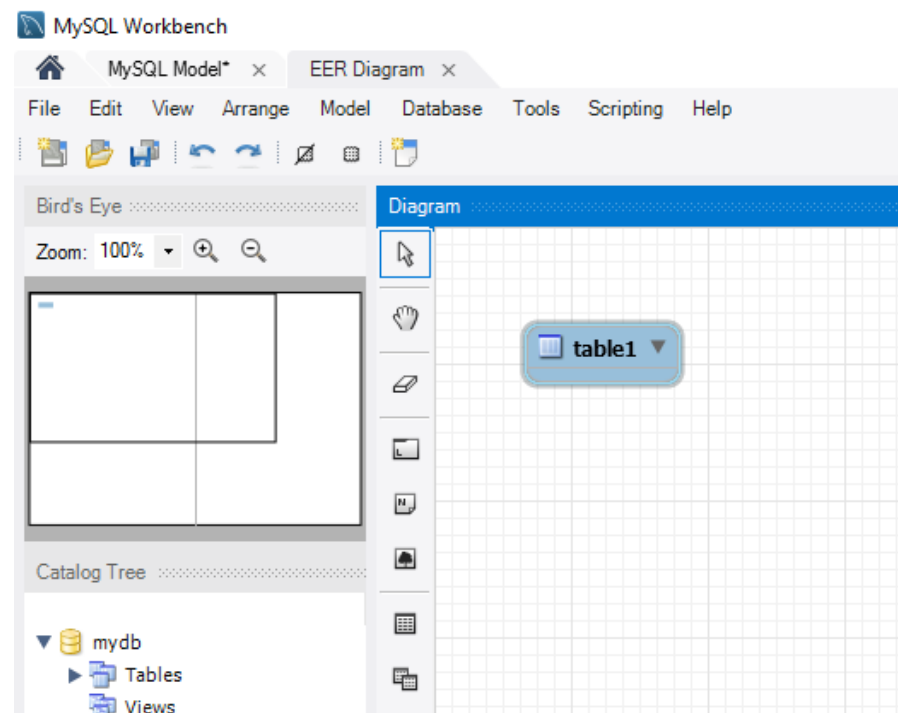 MySQL Workbench
MySQL Model* × EER Diagram ×
File Edit View Arrange Model Database Tools Scripting Help
Bird's Eye
Diagram
Zoom: 100%
table1
L
N
Catalog Tree
mydb
Tables
Views